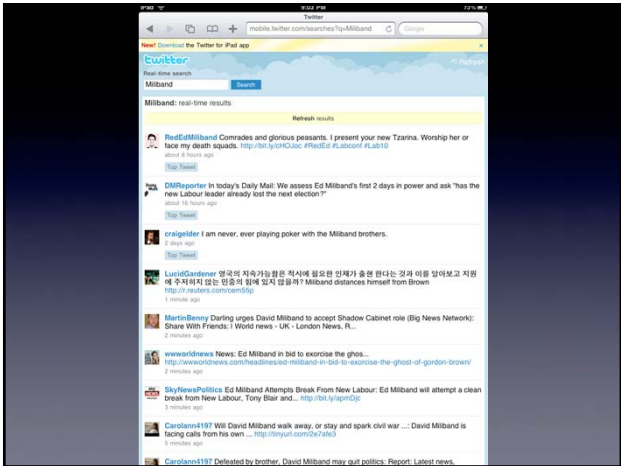 iPad
9:03 PM
73%
Twitter
mobile.twitter.com/searches?q=Miliband
Google
New! Download the Twitter for iPad app
×
twitter
Refresh
Real-time search
Miliband
Search
Miliband: real-time results
Refresh results
RedEdMiliband Comrades and glorious peasants. I present your new Tzarina. Worship her or
face my death squads. http://bit.ly/cHOJoc #RedEd #Labconf #Lab10
about 8 hours ago
Top Tweet
DMReporter In today's Daily Mail: We assess Ed Miliband's first 2 days in power and ask "has the
new Labour leader already lost the next election?"
about 16 hours ago
Top Tweet
craigelder I am never, ever playing poker with the Miliband brothers.
2 days ago
Top Tweet
LucidGardener 영국의 지속가능함은 적시에 필요한 인재가 출현 한다는 것과 이를 알아보고 지원
에 주저하지 않는 민중의 힘에 있지 않을까? Miliband distances himself from Brown
http://r.reuters.com/cem55p
1 minute ago
MartinBenny Darling urges David Miliband to accept Shadow Cabinet role (Big News Network):
Share With Friends: | World news - UK - London News, R...
2 minutes ago
wwworldnews News: Ed Miliband in bid to exorcise the ghos...
http://wwworldnews.com/headlines/ed-miliband-in-bid-to-exorcise-the-ghost-of-gordon-brown/
2 minutes ago
SkyNewsPolitics Ed Miliband Attempts Break From New Labour: Ed Miliband will attempt a clean
break from New Labour, Tony Blair and... http://bit.ly/apmDjc
3 minutes ago
Carolann4197 Will David Miliband walk away, or stay and spark civil war ...: David Miliband is
facing calls from his own ... http://tinyurl.com/2e7afe3
5 minutes ago
Carolann4197 Defeated by brother, David Miliband may quit politics: Report: Latest news,